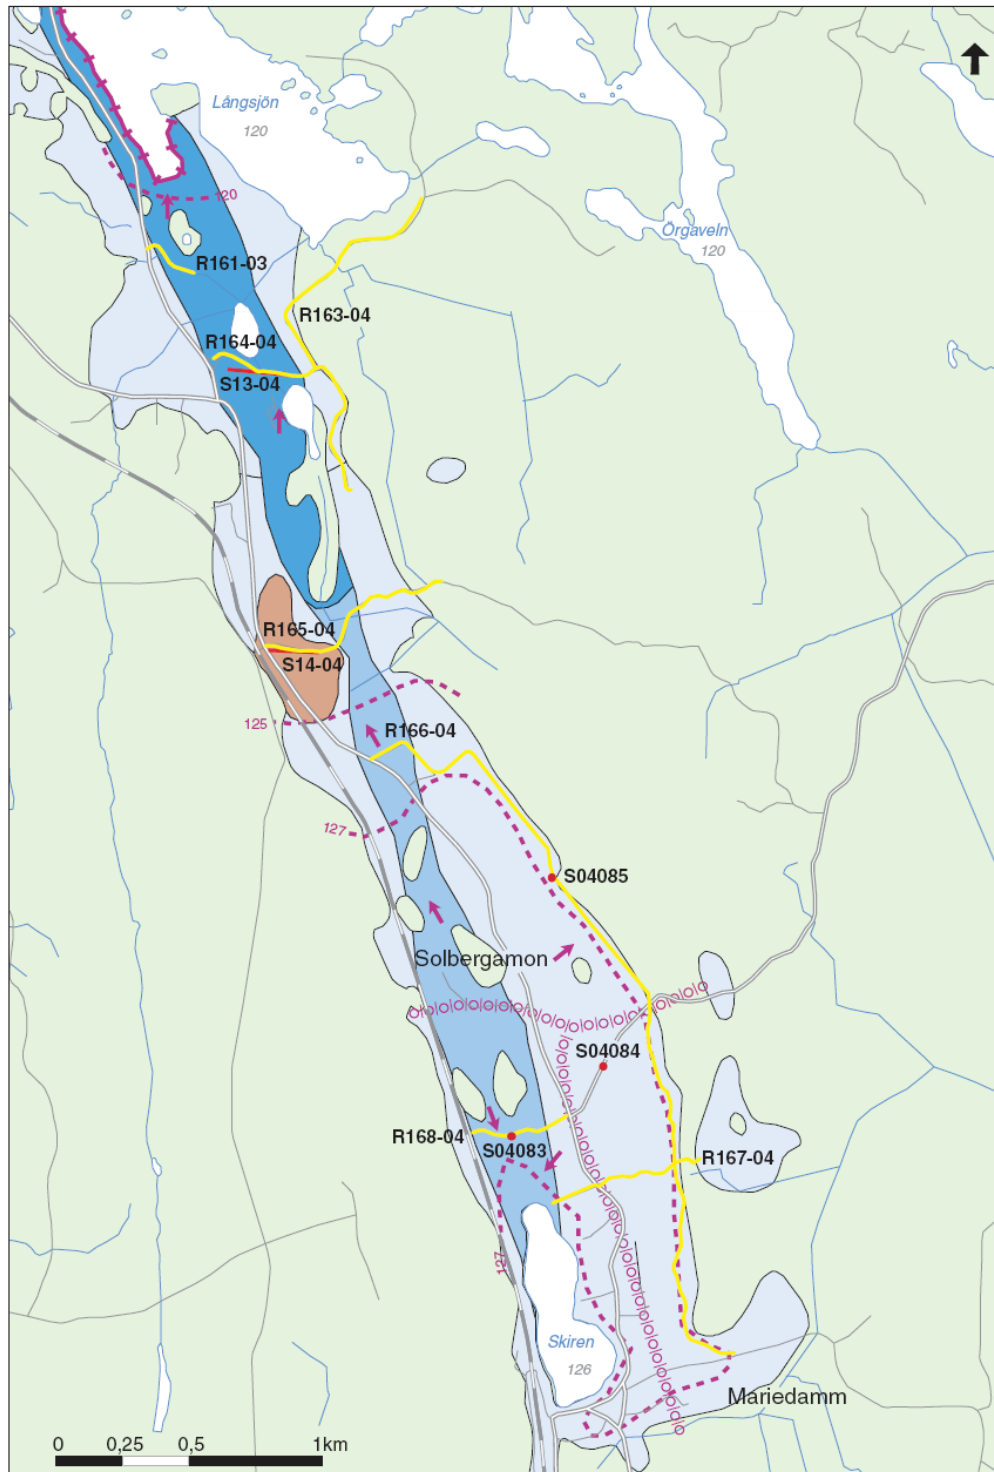 Långsjön
120
120
Örgaveln
120
R161-03
R163-04
R164-04
S13-04
R165-04
S14-04
125
R166-04
127
S04085
Solbergamon
S04084
R168-04
S04083
R167-04
127
Skiren
126
Mariedamm
0 0,25 0,5 1km